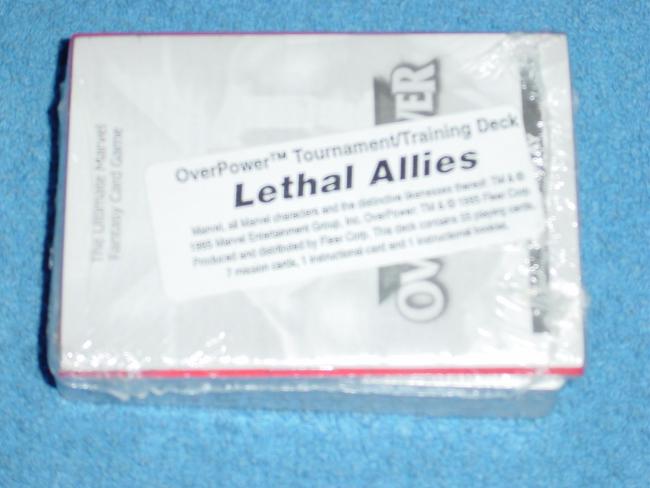 OverPower™ Tournament/Training Deck
Lethal Allies
Marvel, all Marvel characters and the distinctive likenesses thereof: TM & ©
1995 Marvel Entertainment Group, Inc. OverPower: TM & © 1995 Fleer Corp.
Produced and distributed by Fleer Corp. This deck contains 55 playing cards,
7 mission cards, 1 instructional card and 1 instructional booklet.
The Ultimate Marvel
Fantasy Card Game